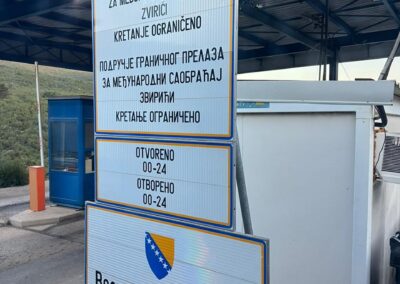 ZVIRIĆI
KRETANJE OGRANIČENO
ПОДРУЧЈЕ ГРАНИЧНОГ ПРЕЛАЗА
ЗА МЕЂУНАРОДНИ САОБРАЋАЈ
ЗВИРИЋИ
КРЕТАЊЕ ОГРАНИЧЕНО
OTVORENO
00-24
ОТВОРЕНО
00-24